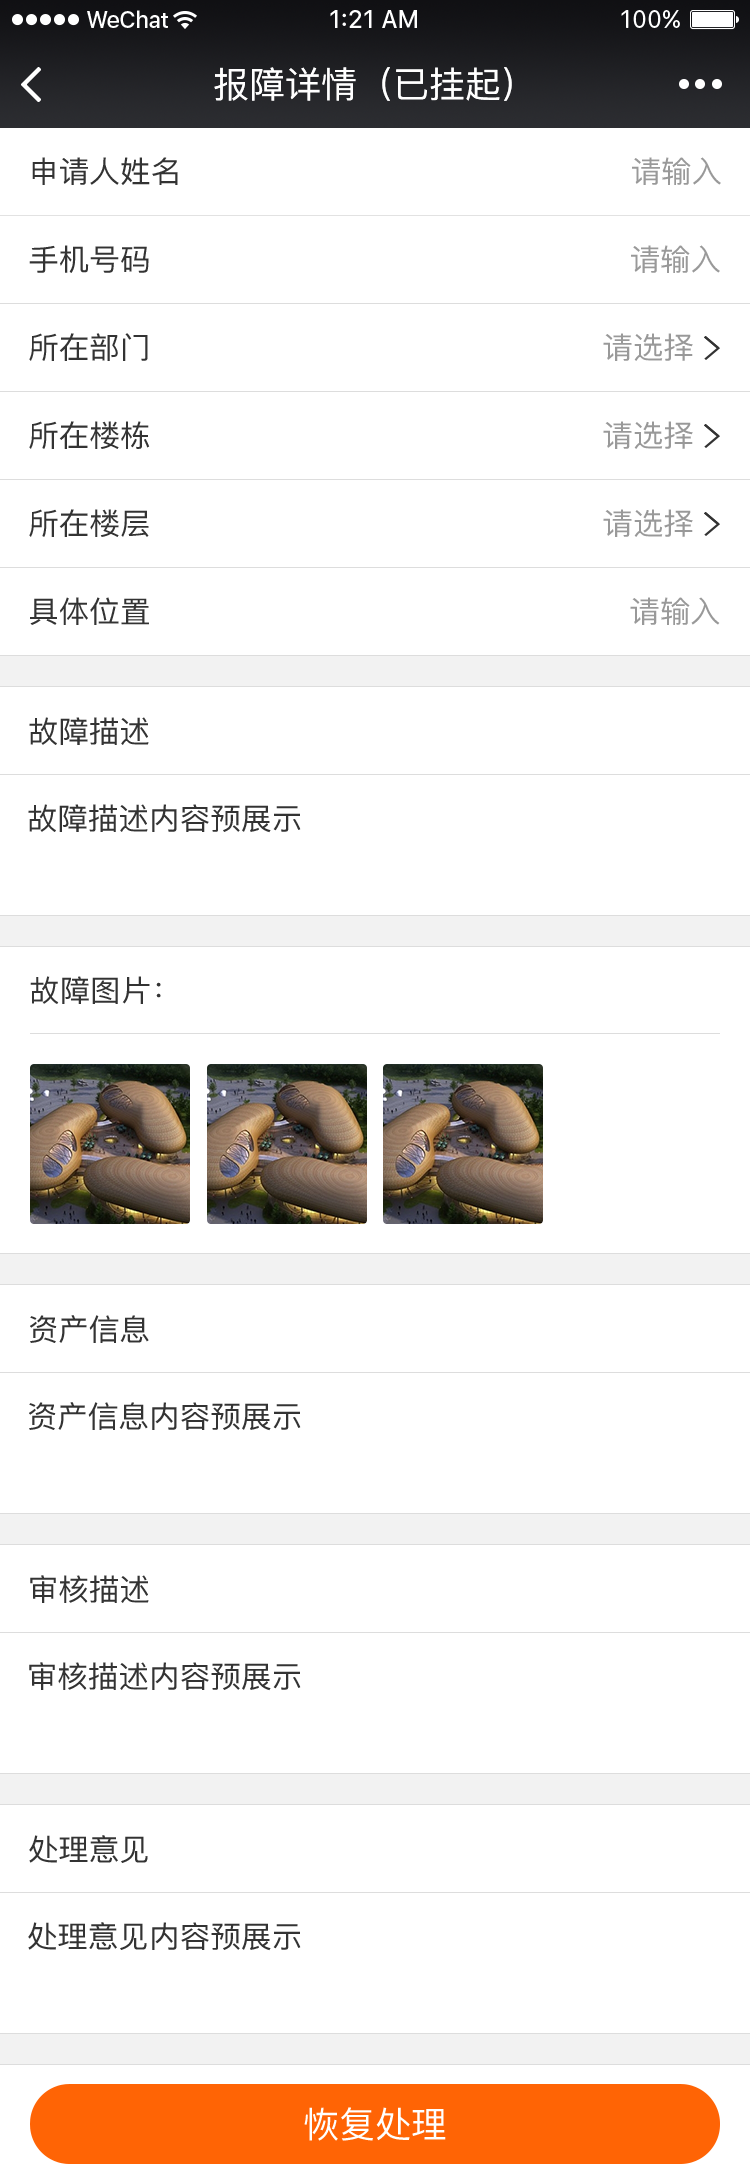 WeChat 1:21 AM 100%
报障详情（已挂起）
申请人姓名 请输入
手机号码 请输入
所在部门 请选择
所在楼栋 请选择
所在楼层 请选择
具体位置 请输入
故障描述
故障描述内容预展示
故障图片：
资产信息
资产信息内容预展示
审核描述
审核描述内容预展示
处理意见
处理意见内容预展示
恢复处理